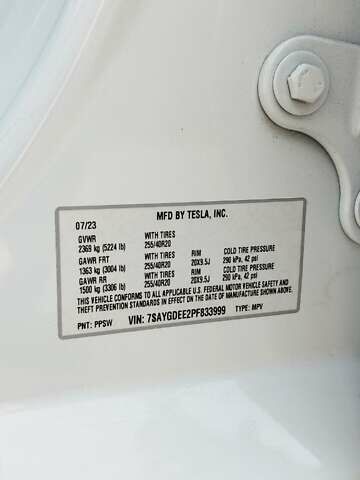 MFD BY TESLA, INC.
07/23
GVWR WITH TIRES
2369 kg (5224 lb) 255/40R20
GAWR FRT WITH TIRES RIM COLD TIRE PRESSURE
1363 kg (3004 lb) 255/40R20 20X9.5J 290 kPa, 42 psi
GAWR RR WITH TIRES RIM COLD TIRE PRESSURE
1500 kg (3306 lb) 255/40R20 20X9.5J 290 kPa, 42 psi
THIS VEHICLE CONFORMS TO ALL APPLICABLE U.S. FEDERAL MOTOR VEHICLE SAFETY AND
THEFT PREVENTION STANDARDS IN EFFECT ON THE DATE OF MANUFACTURE SHOWN ABOVE.
PNT: PPSW VIN: 7SAYGDEE2PF833999 TYPE: MPV